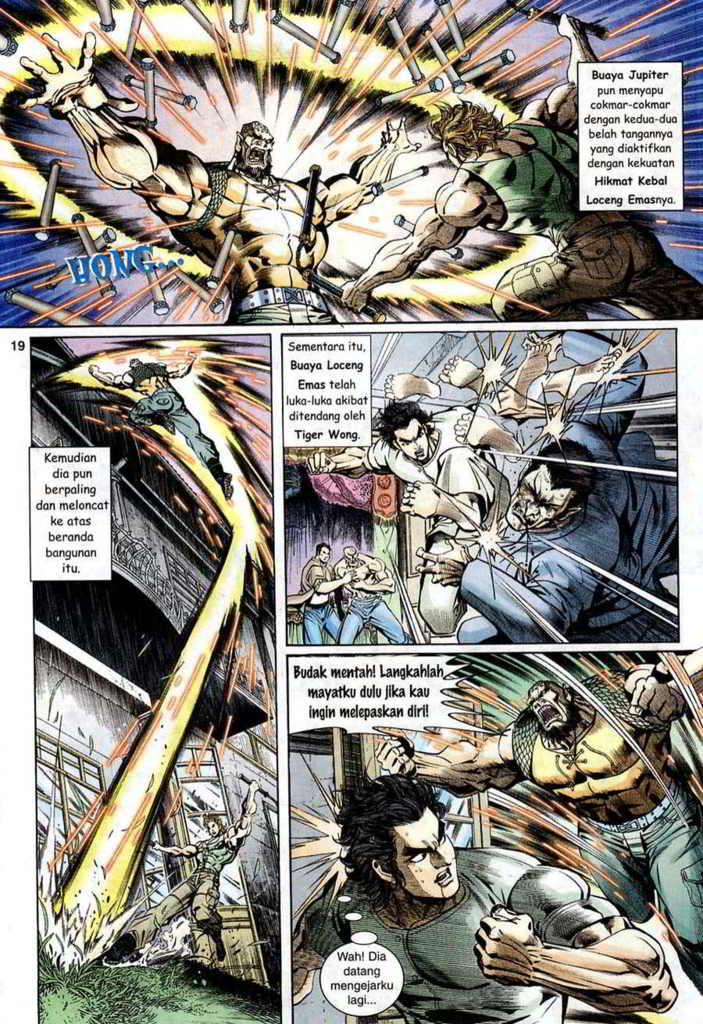 Buaya Jupiter
pun menyapu
cokmar-cokmar
dengan kedua-dua
belah tangannya
yang diaktifkan
dengan kekuatan
Hikmat Kebal
Loceng Emasnya.
HONG...
19
Kemudian
dia pun
berpaling
dan meloncat
ke atas
beranda
bangunan
itu.
Sementara itu,
Buaya Loceng
Emas telah
luka-luka akibat
ditendang oleh
Tiger Wong.
Budak mentah! Langkahlah
mayatku dulu jika kau
ingin melepaskan diri!
Wah! Dia
datang
mengejarku
lagi...